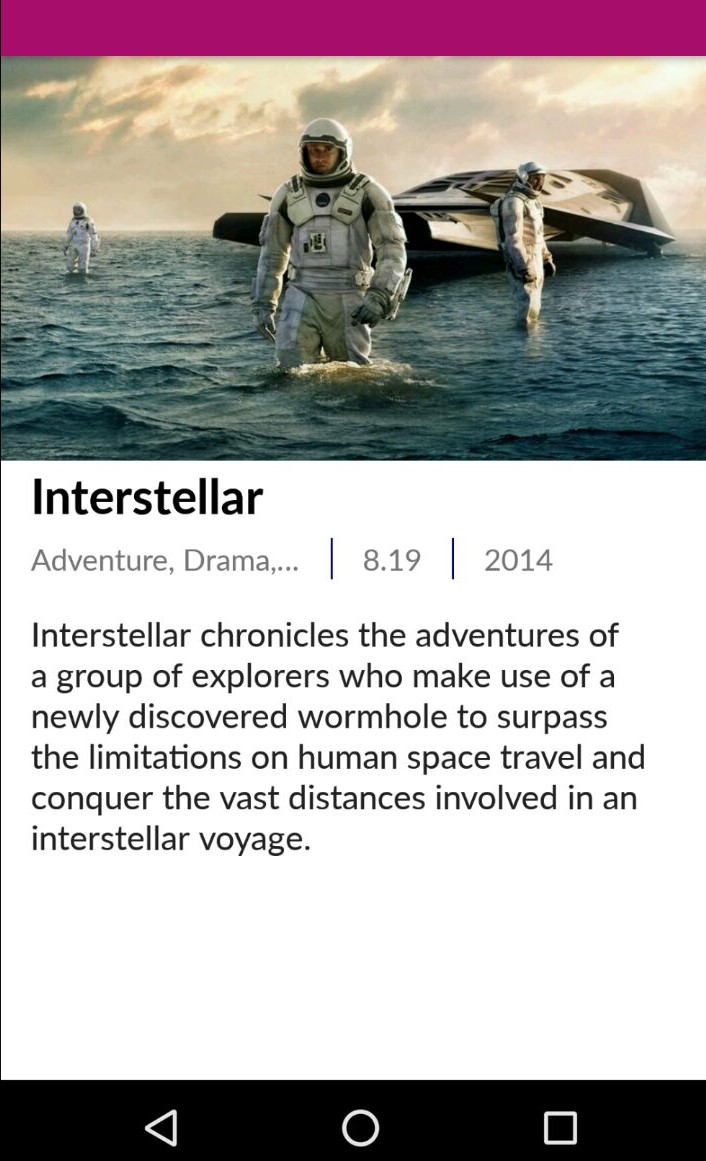 Interstellar
Adventure, Drama,... 8.19 2014
Interstellar chronicles the adventures of
a group of explorers who make use of a
newly discovered wormhole to surpass
the limitations on human space travel and
conquer the vast distances involved in an
interstellar voyage.